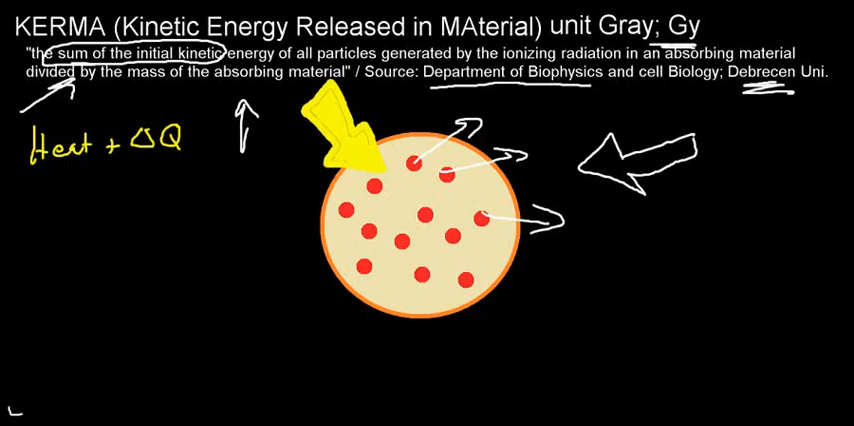 KERMA (Kinetic Energy Released in MAterial) unit Gray; Gy
"the sum of the initial kinetic energy of all particles generated by the ionizing radiation in an absorbing material
divided by the mass of the absorbing material" / Source: Department of Biophysics and cell Biology; Debrecen Uni.
Heat + ΔQ